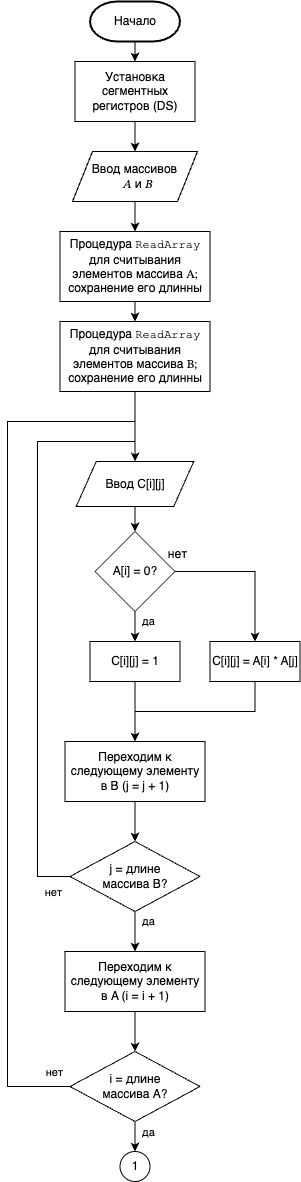 Начало
Установка
сегментных
регистров (DS)
Ввод массивов
A и B
Процедура ReadArray
для считывания
элементов массива A;
сохранение его длинны
Процедура ReadArray
для считывания
элементов массива B;
сохранение его длинны
Ввод C[i][j]
A[i] = 0?
нет
да
C[i][j] = 1
C[i][j] = A[i] * A[j]
Переходим к
следующему элементу
в B (j = j + 1)
j = длине
массива B?
нет
да
Переходим к
следующему элементу
в A (i = i + 1)
i = длине
массива A?
нет
да
1